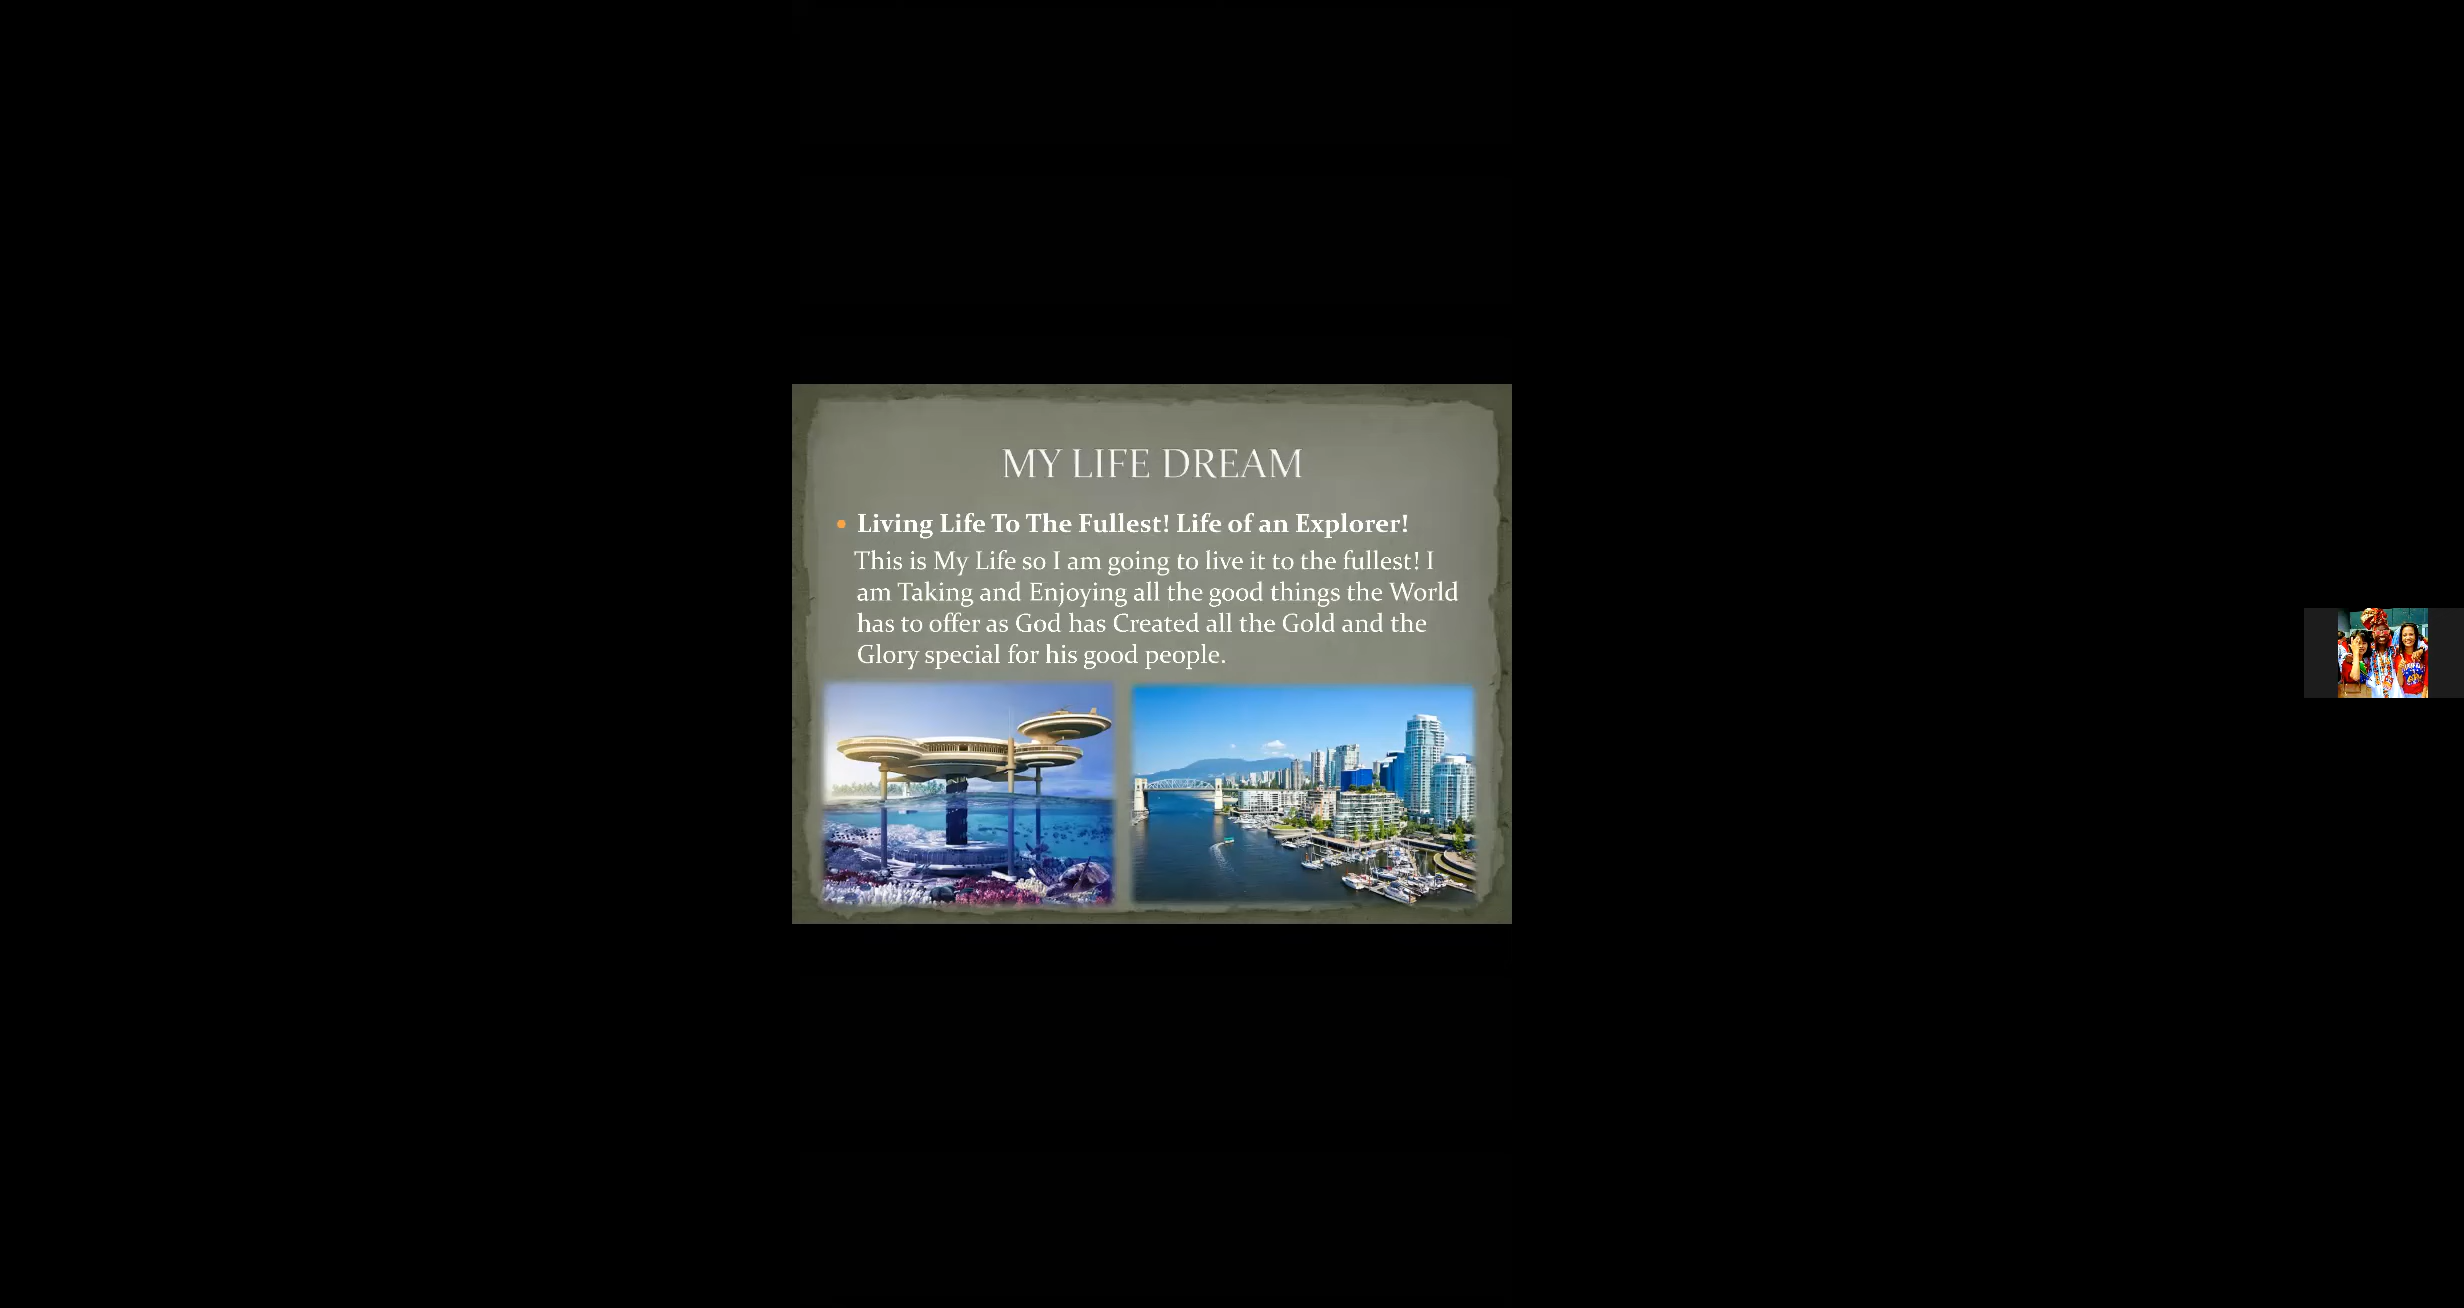 MY LIFE DREAM
Living Life To The Fullest! Life of an Explorer!
This is My Life so I am going to live it to the fullest! I
am Taking and Enjoying all the good things the World
has to offer as God has Created all the Gold and the
Glory special for his good people.